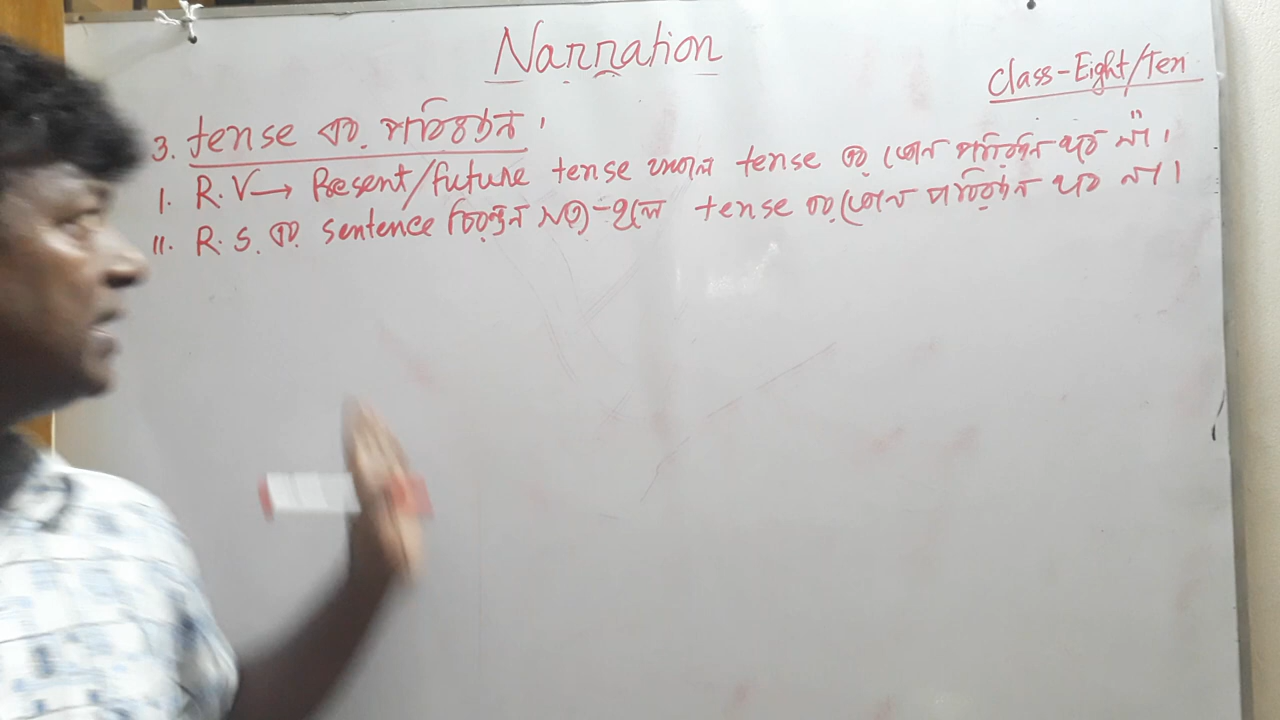 Narration
Class-Eight/Ten
3. tense এর পরিবর্তন।
I. R.V→ Present/future tense হলে tense এর কোন পরিবর্তন হবে না।
II. R.S. এর sentence চিরন্তন সত্য-হলে tense এর কোন পরিবর্তন হবে না।